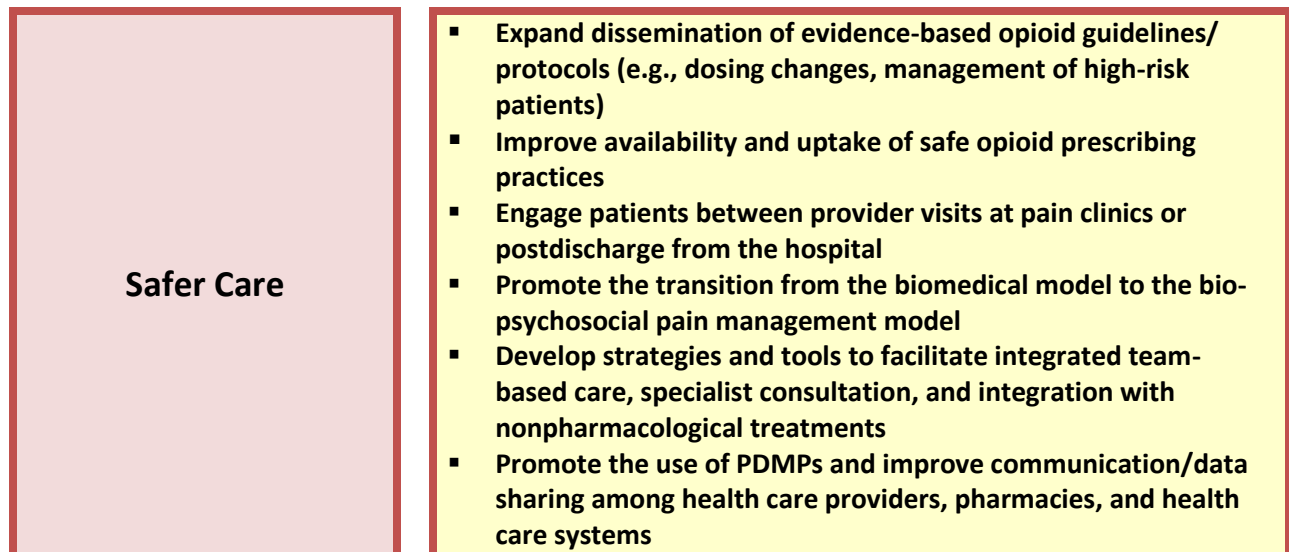 Safer Care
▪ Expand dissemination of evidence-based opioid guidelines/
protocols (e.g., dosing changes, management of high-risk
patients)
▪ Improve availability and uptake of safe opioid prescribing
practices
▪ Engage patients between provider visits at pain clinics or
postdischarge from the hospital
▪ Promote the transition from the biomedical model to the bio-
psychosocial pain management model
▪ Develop strategies and tools to facilitate integrated team-
based care, specialist consultation, and integration with
nonpharmacological treatments
▪ Promote the use of PDMPs and improve communication/data
sharing among health care providers, pharmacies, and health
care systems